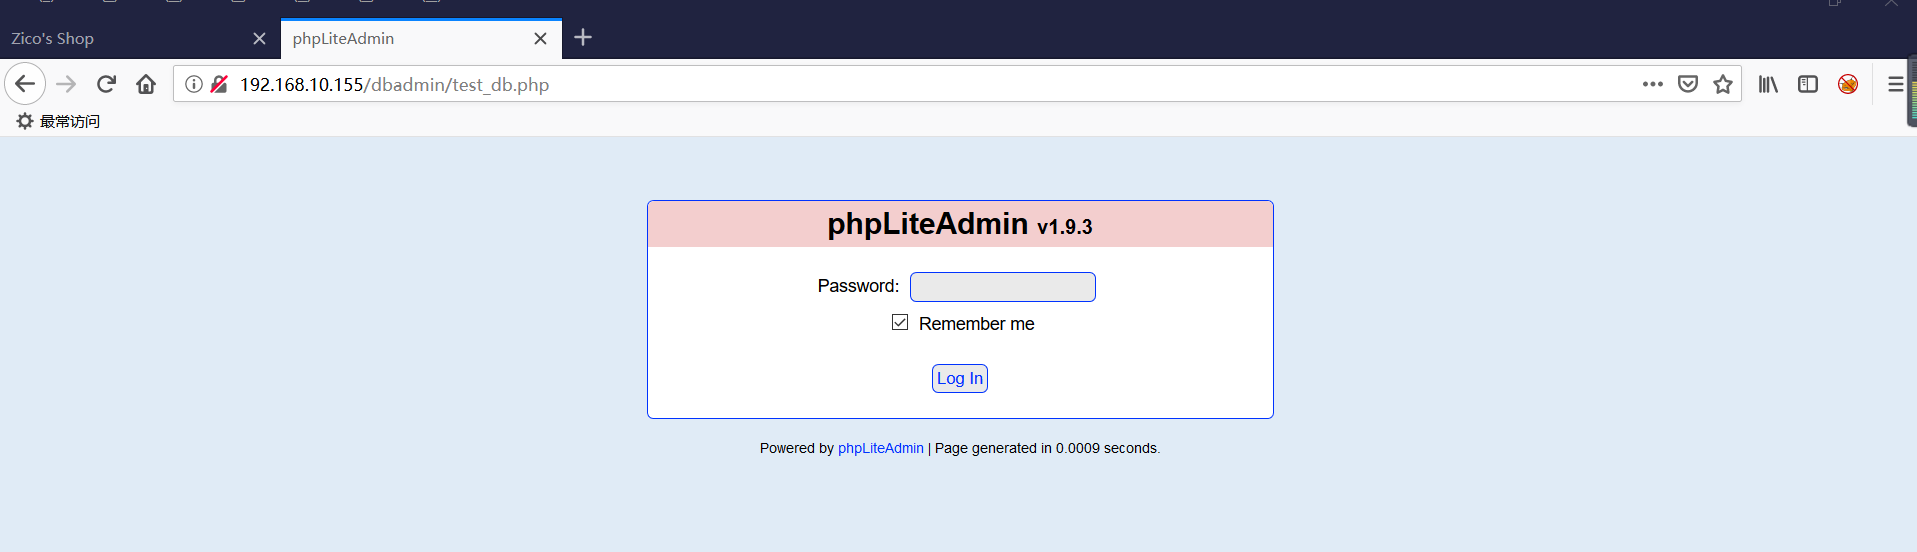 Zico's Shop
phpLiteAdmin
192.168.10.155/dbadmin/test_db.php
最常访问
phpLiteAdmin v1.9.3
Password:
Remember me
Log In
Powered by phpLiteAdmin | Page generated in 0.0009 seconds.